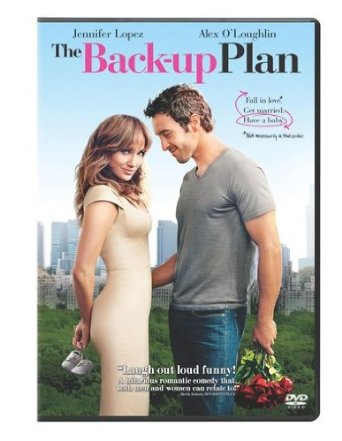 Jennifer Lopez Alex O'Loughlin
The Back-up Plan
Fall in love.*
Get married.
Have a baby.
*Not necessarily in that order.
"Laugh out loud funny!
A hilarious romantic comedy that
both men and women can relate to."
DVD
VIDEO